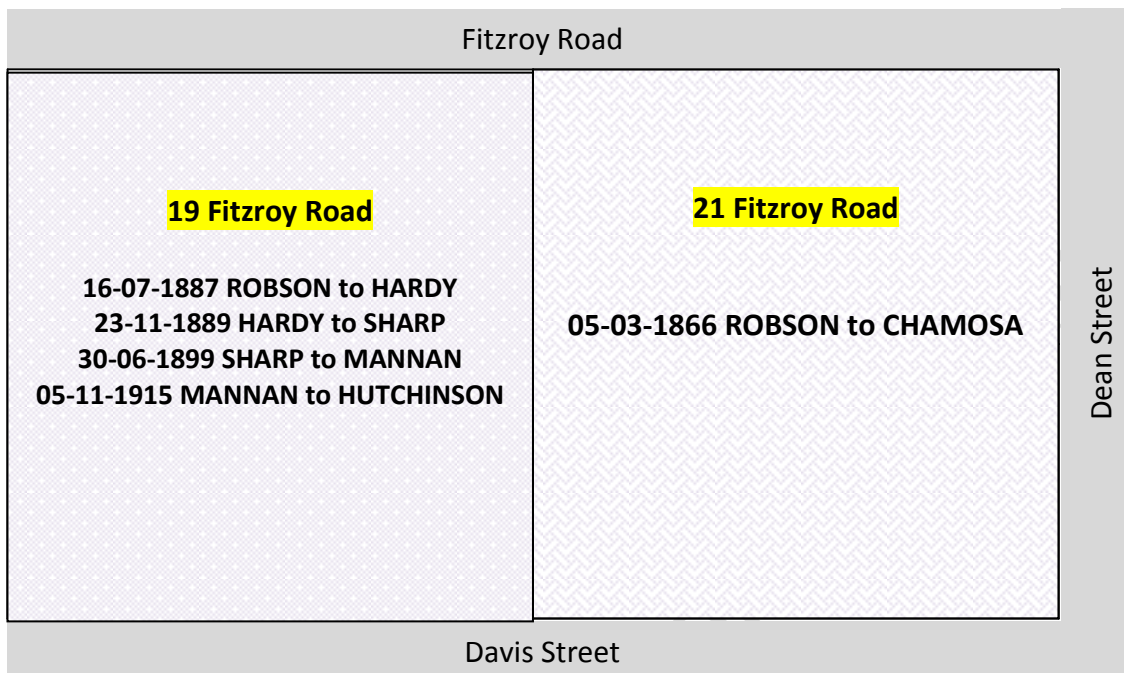 Fitzroy Road
19 Fitzroy Road
16-07-1887 ROBSON to HARDY
23-11-1889 HARDY to SHARP
30-06-1899 SHARP to MANNAN
05-11-1915 MANNAN to HUTCHINSON
21 Fitzroy Road
05-03-1866 ROBSON to CHAMOSA
Dean Street
Davis Street